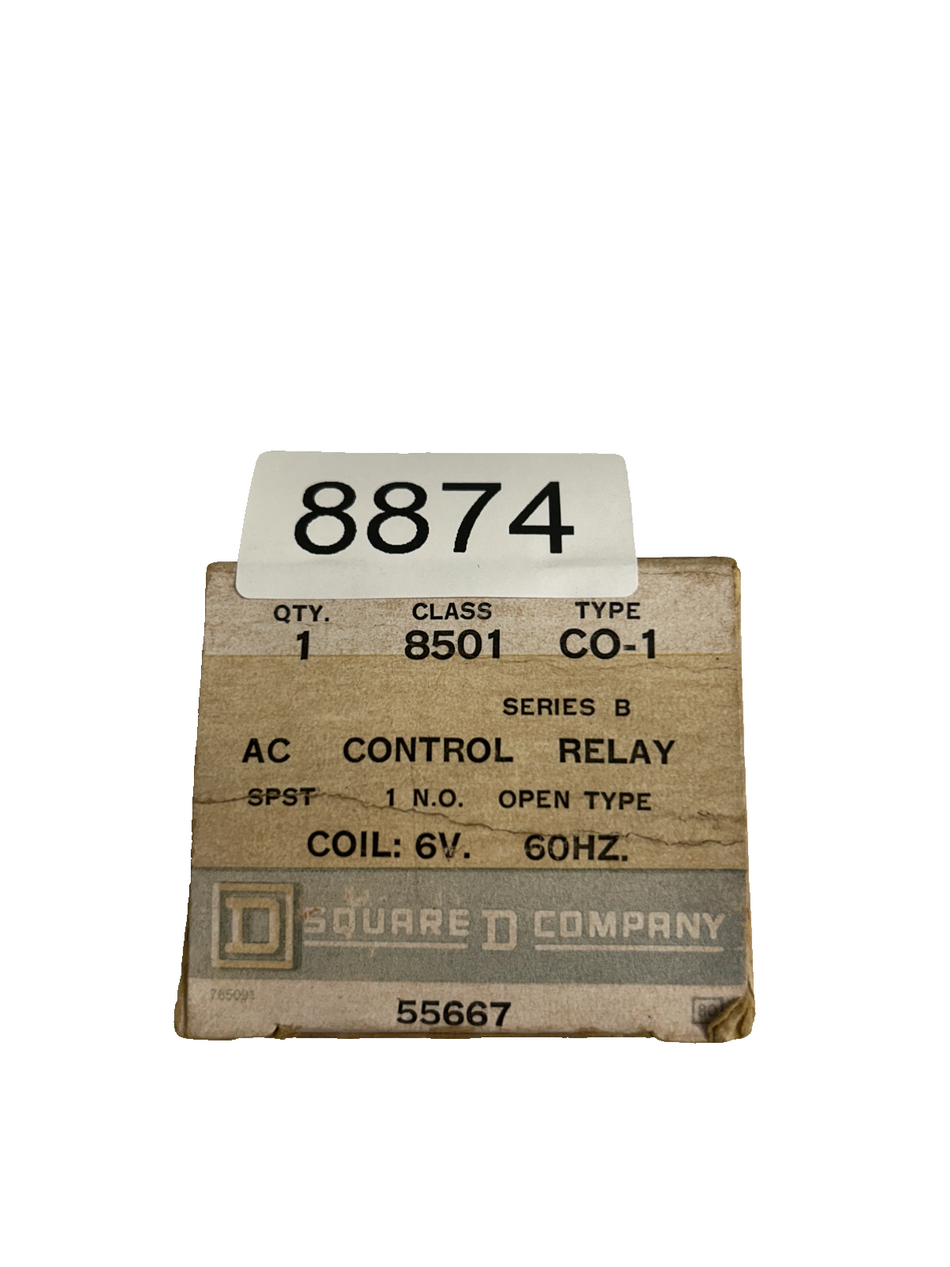 8874
QTY. CLASS TYPE
1 8501 CO-1
SERIES B
AC CONTROL RELAY
SPST 1 N.O. OPEN TYPE
COIL: 6V. 60HZ.
D SQUARE D COMPANY
765091
55667